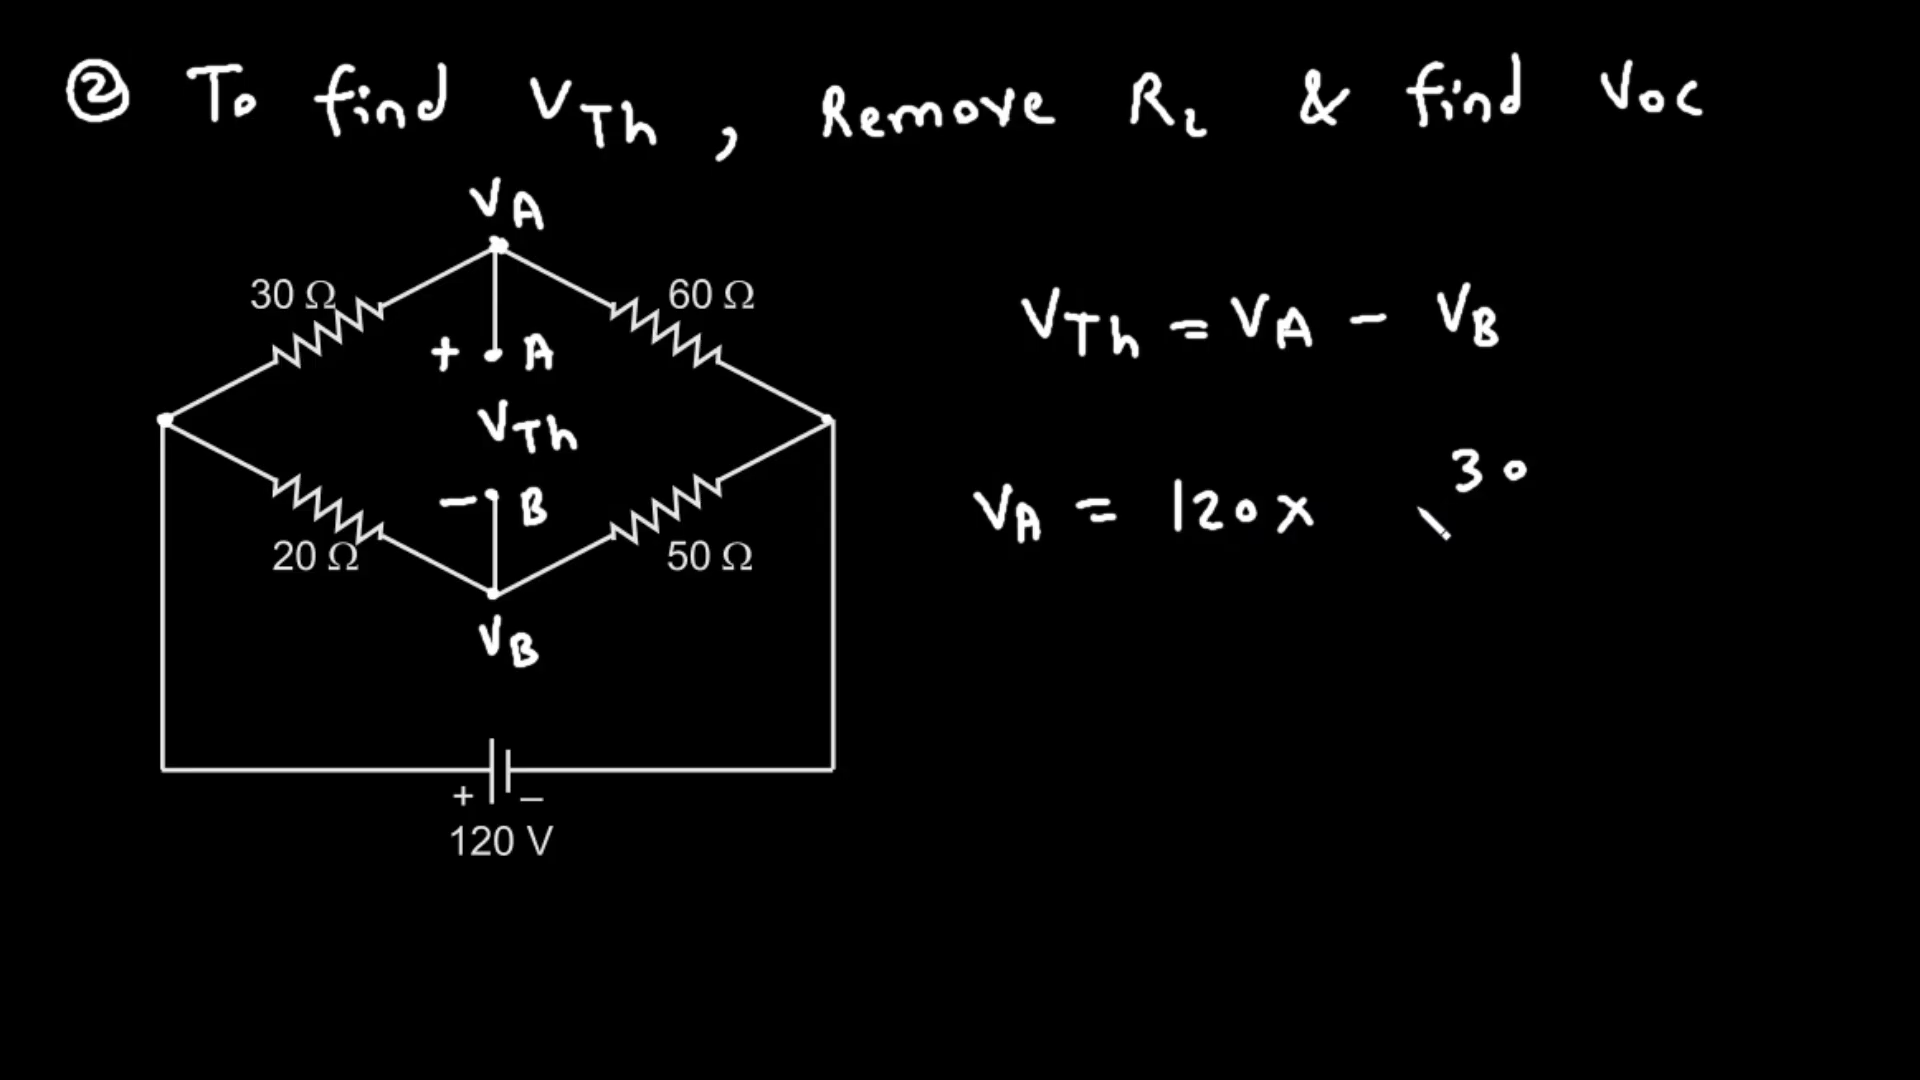 ② To find VTh, Remove RL & find Voc
VA
30 Ω
60 Ω
+ A
VTh
- B
20 Ω
50 Ω
VB
+ –
120 V
VTh = VA - VB
VA = 120 x 30